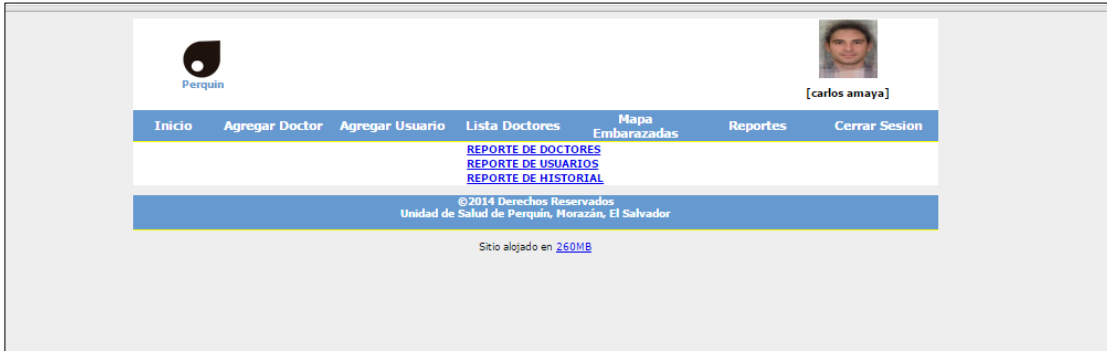 Perquin
[carlos amaya]
Inicio Agregar Doctor Agregar Usuario Lista Doctores Mapa Embarazadas Reportes Cerrar Sesion
REPORTE DE DOCTORES
REPORTE DE USUARIOS
REPORTE DE HISTORIAL
©2014 Derechos Reservados
Unidad de Salud de Perquín, Morazán, El Salvador
Sitio alojado en 260MB